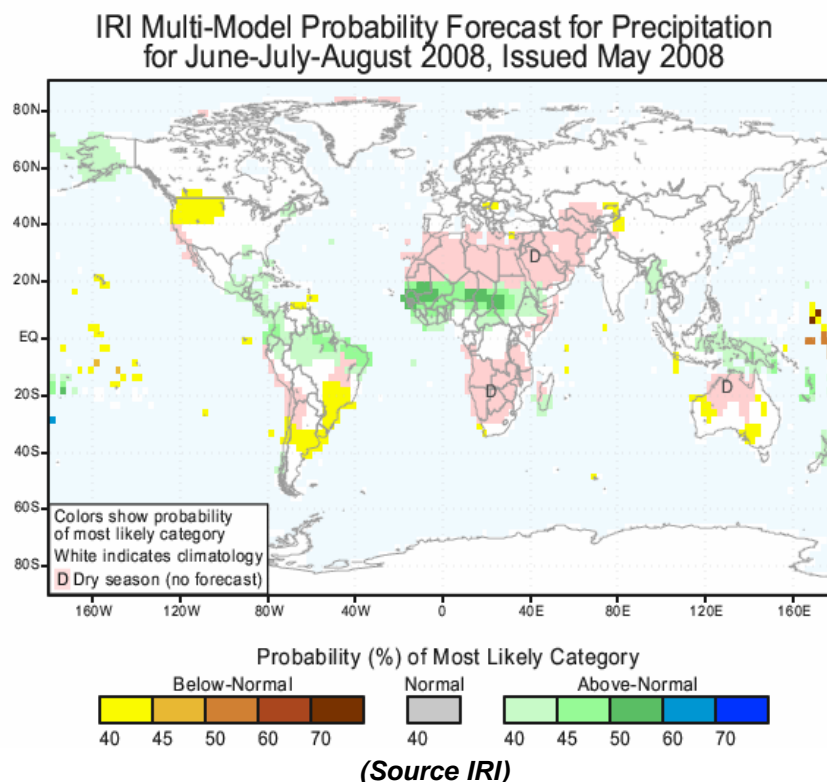 IRI Multi-Model Probability Forecast for Precipitation
for June-July-August 2008, Issued May 2008
80N
60N
40N
20N
EQ
20S
40S
60S
80S
D
D
D
Colors show probability
of most likely category
White indicates climatology
D Dry season (no forecast)
160W 120W 80W 40W 0 40E 80E 120E 160E
Probability (%) of Most Likely Category
Below-Normal Normal Above-Normal
40 45 50 60 70 40 40 45 50 60 70
(Source IRI)